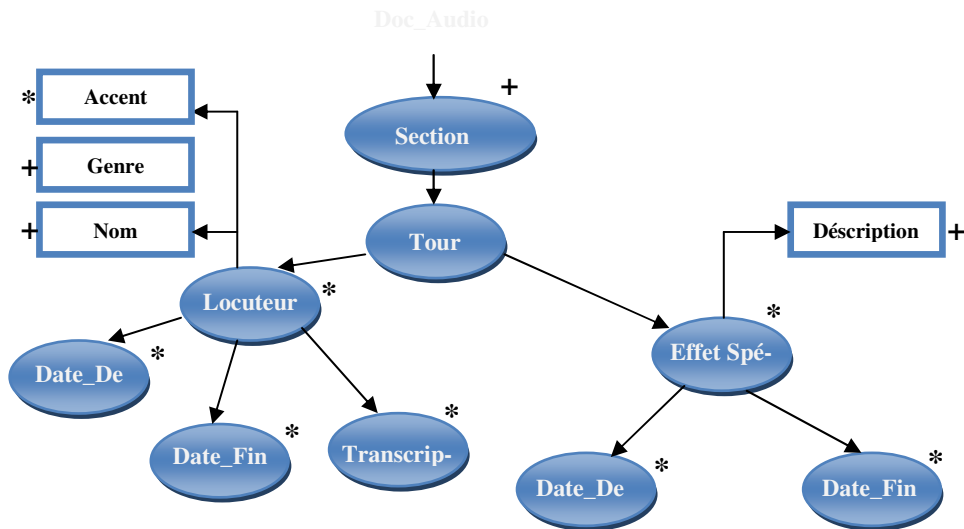 Doc_Audio
+
* Accent
Section
+ Genre
+ Nom
Tour
Déscription +
Locuteur *
*
Effet Spé-
Date_De *
*
Date_Fin *
Transcrip-
*
Date_De *
Date_Fin *